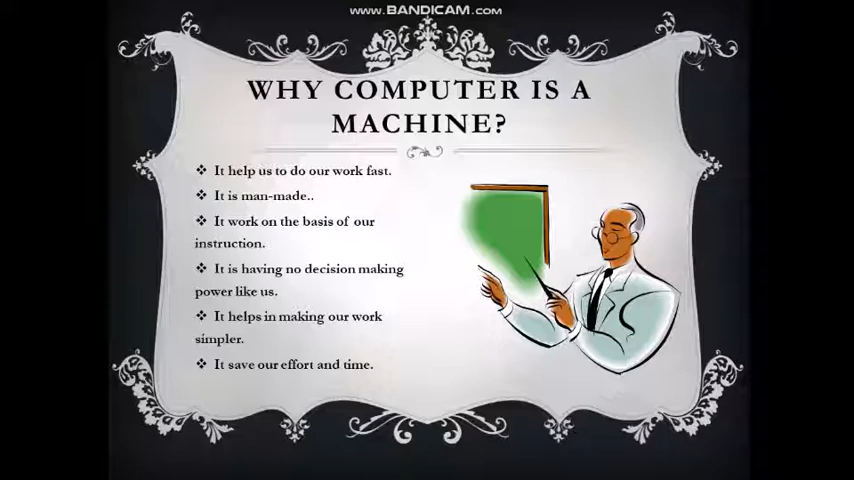 www.BANDICAM.com
WHY COMPUTER IS A
MACHINE?
❖ It help us to do our work fast.
❖ It is man-made..
❖ It work on the basis of our
instruction.
❖ It is having no decision making
power like us.
❖ It helps in making our work
simpler.
❖ It save our effort and time.